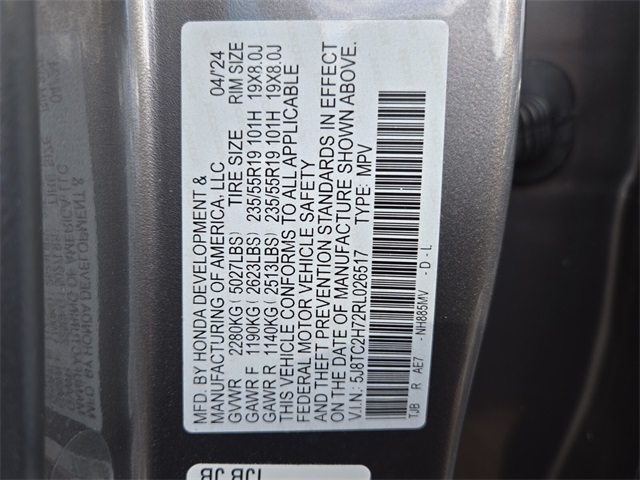 MFD. BY HONDA DEVELOPMENT & 04/'24
MANUFACTURING OF AMERICA, LLC
GVWR 2280KG ( 5027LBS) TIRE SIZE RIM SIZE
GAWR F 1190KG ( 2623LBS) 235/55R19 101H 19X8.0J
GAWR R 1140KG ( 2513LBS) 235/55R19 101H 19X8.0J
THIS VEHICLE CONFORMS TO ALL APPLICABLE
FEDERAL MOTOR VEHICLE SAFETY
AND
THEFT PREVENTION STANDARDS IN EFFECT
ON THE DATE OF MANUFACTURE SHOWN ABOVE.
V.I.N.: 5J8TC2H72RL026517 TYPE: MPV
TJB R AE7 - NH885MV - D - L
TJB JB